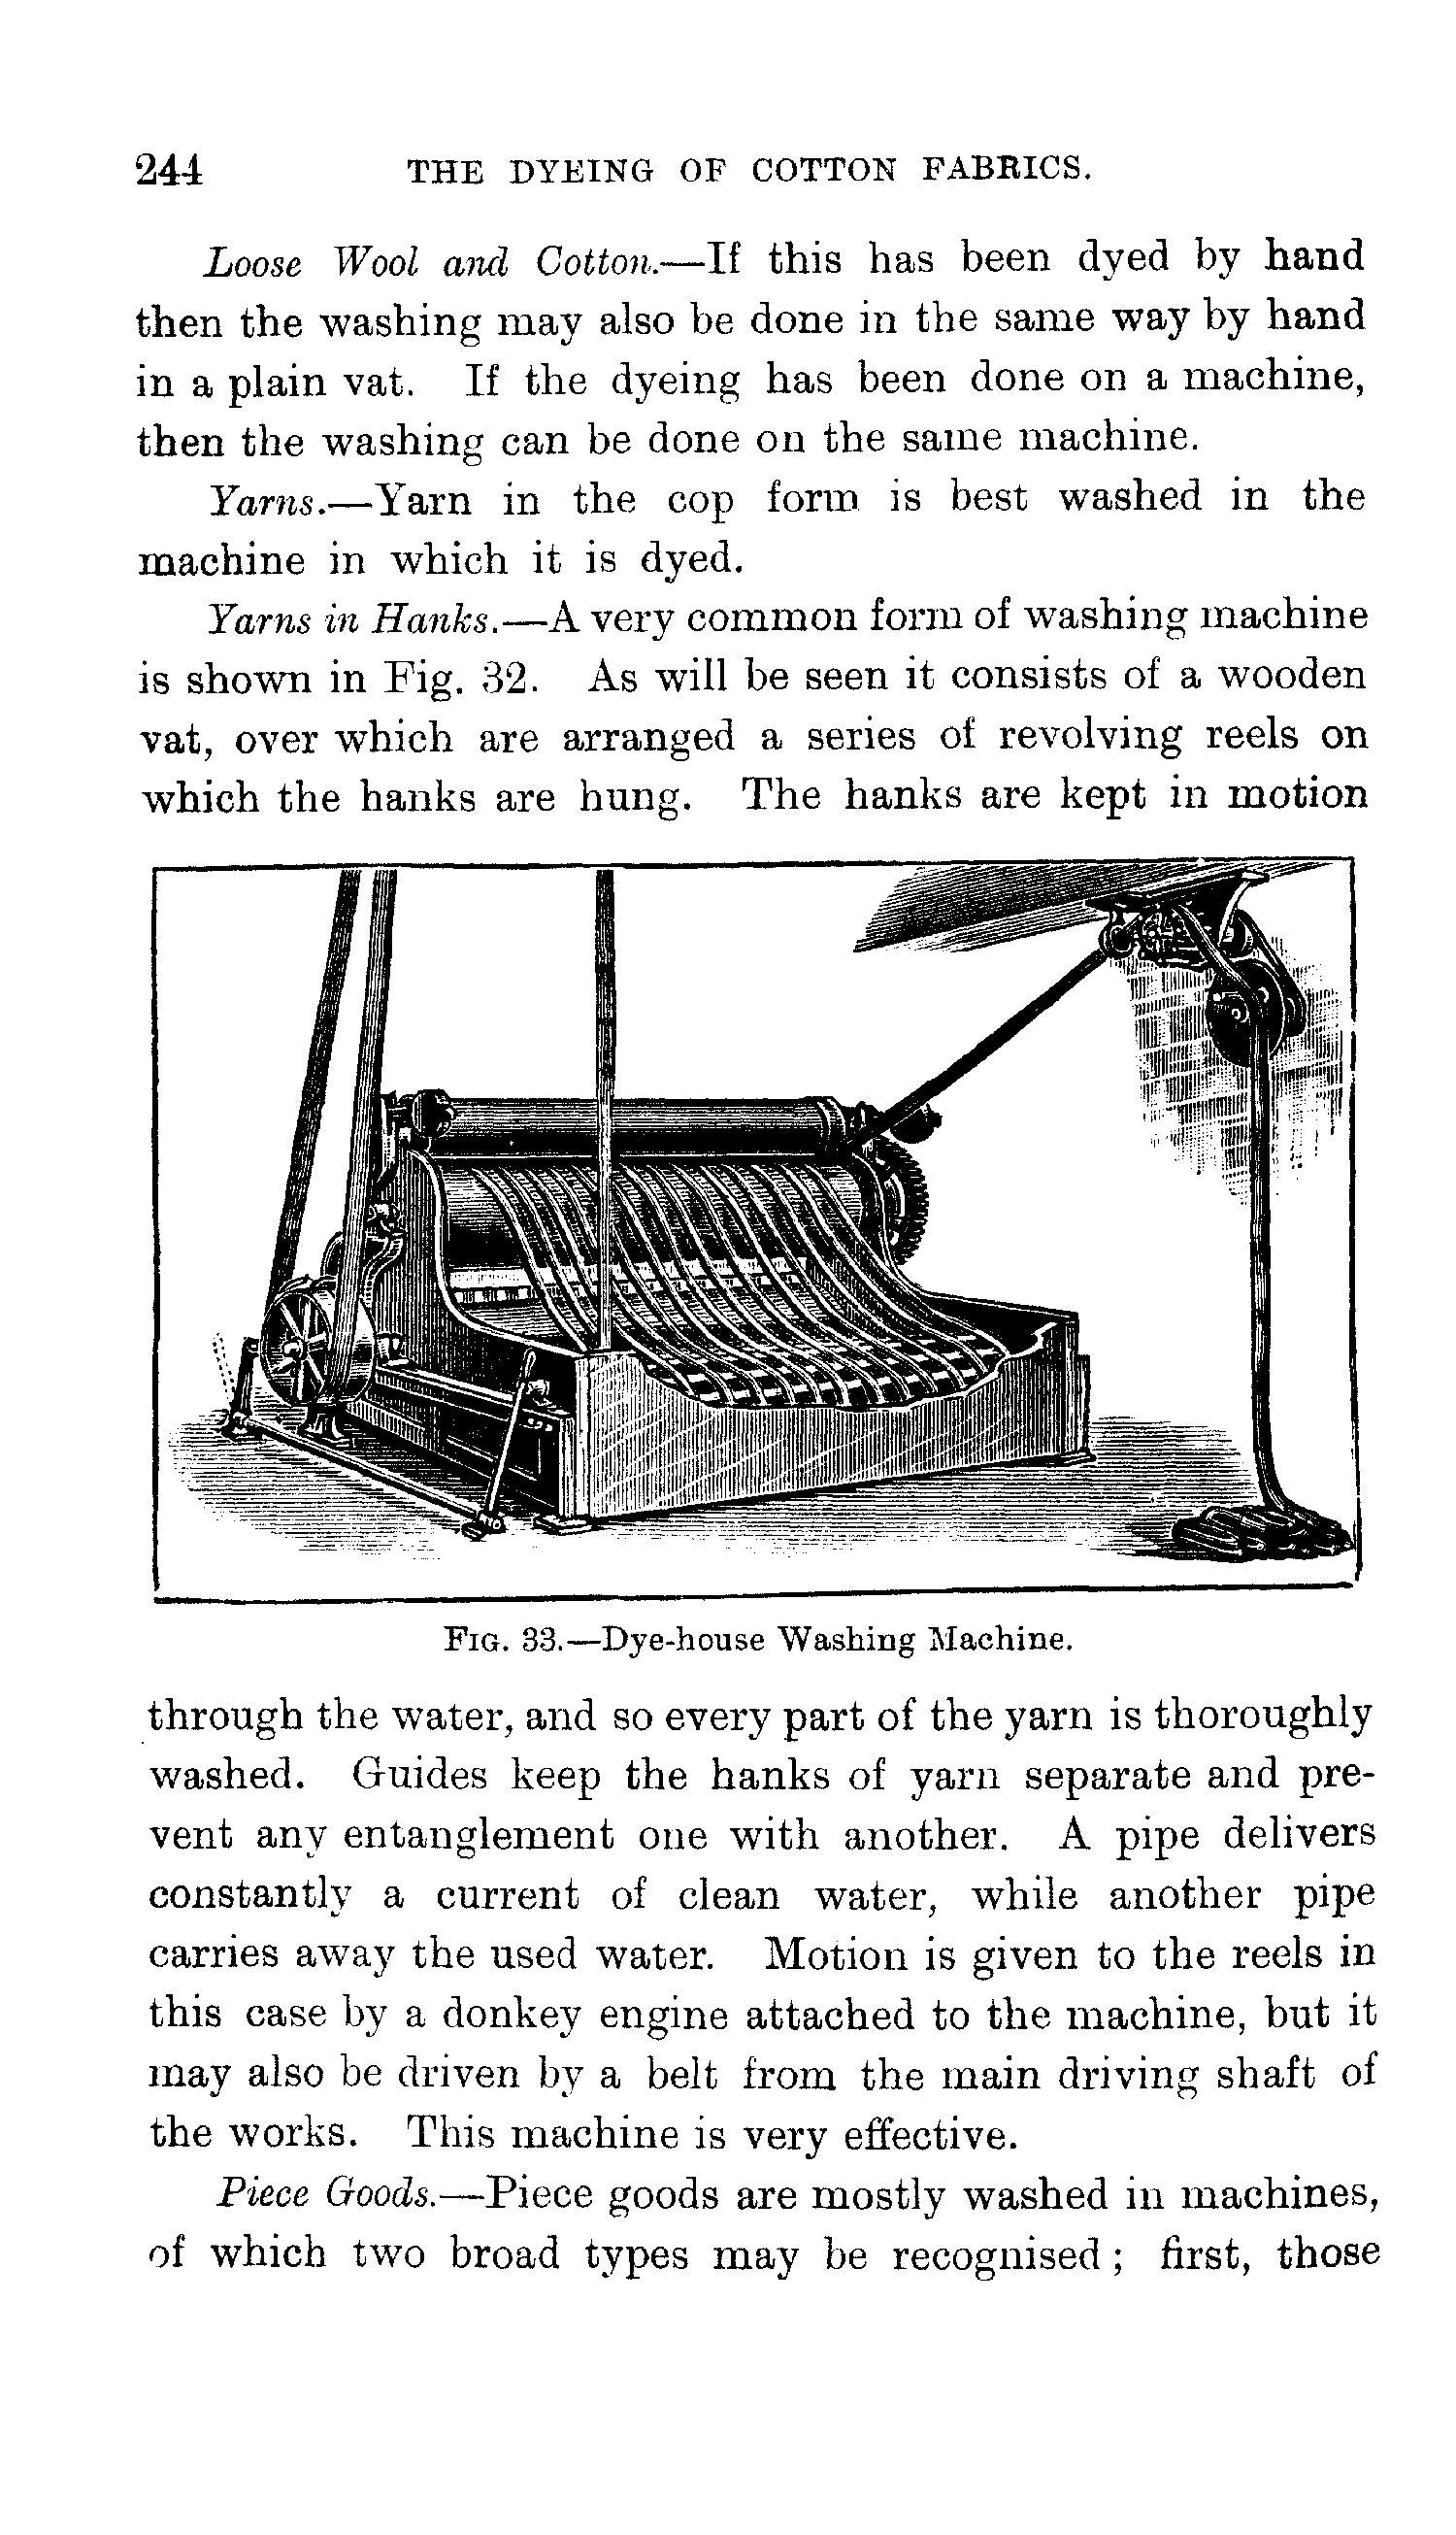 244 THE DYEING OF COTTON FABRICS.
Loose Wool and Cotton.—If this has been dyed by hand
then the washing may also be done in the same way by hand
in a plain vat. If the dyeing has been done on a machine,
then the washing can be done on the same machine.
Yarns.—Yarn in the cop form is best washed in the
machine in which it is dyed.
Yarns in Hanks.—A very common form of washing machine
is shown in Fig. 32. As will be seen it consists of a wooden
vat, over which are arranged a series of revolving reels on
which the hanks are hung. The hanks are kept in motion
FIG. 33.—Dye-house Washing Machine.
through the water, and so every part of the yarn is thoroughly
washed. Guides keep the hanks of yarn separate and pre-
vent any entanglement one with another. A pipe delivers
constantly a current of clean water, while another pipe
carries away the used water. Motion is given to the reels in
this case by a donkey engine attached to the machine, but it
may also be driven by a belt from the main driving shaft of
the works. This machine is very effective.
Piece Goods.—Piece goods are mostly washed in machines,
of which two broad types may be recognised; first, those